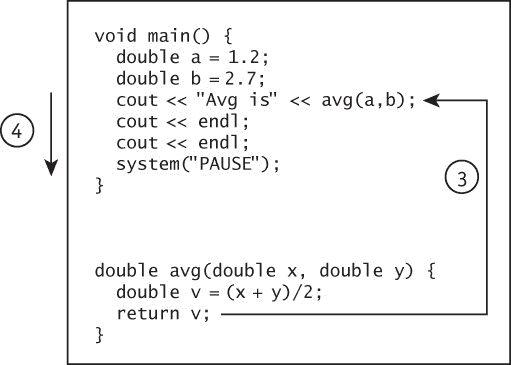 void main() {
double a = 1.2;
double b = 2.7;
cout << "Avg is" << avg(a,b);
cout << endl;
cout << endl;
system("PAUSE");
}
4
3
double avg(double x, double y) {
double v = (x + y)/2;
return v;
}